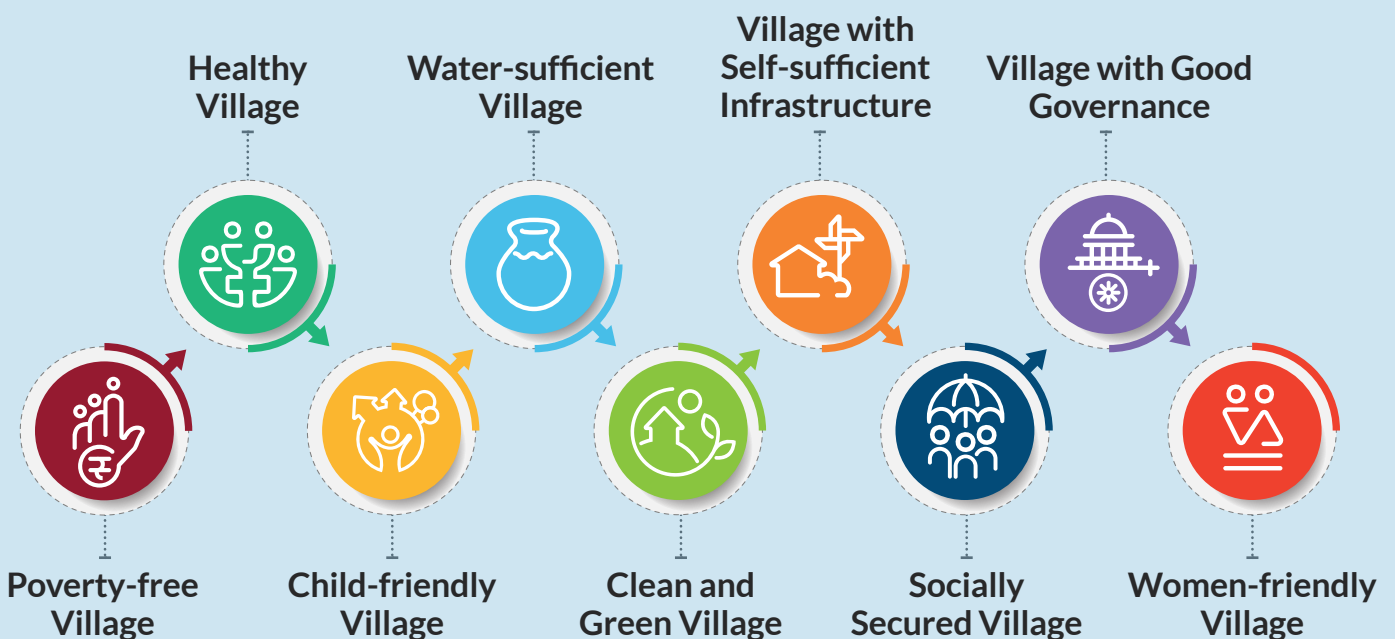 Healthy
Village
Water-sufficient
Village
Village with
Self-sufficient
Infrastructure
Village with Good
Governance
Poverty-free
Village
Child-friendly
Village
Clean and
Green Village
Socially
Secured Village
Women-friendly
Village